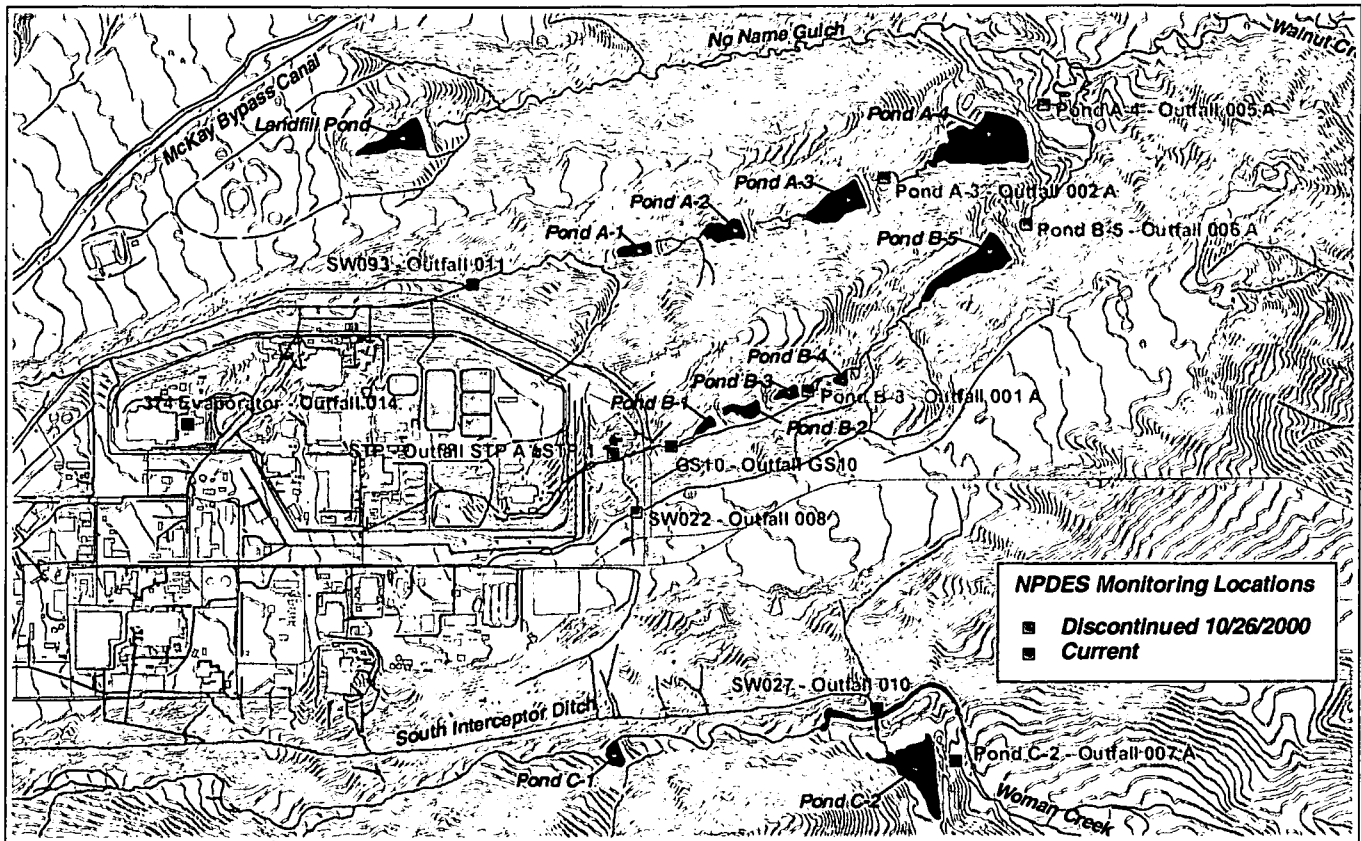 No Name Gulch
Walnut Cr
McKay Bypass Canal
Landfill Pond
Pond A-4
Pond A-4 - Outfall 005 A
Pond A-3
Pond A-3 - Outfall 002 A
Pond A-2
Pond A-1
Pond B-5
Pond B-5 - Outfall 006 A
SW093 - Outfall 011
Pond B-4
Pond B-3
Pond B-3 - Outfall 001 A
374 Evaporator - Outfall 014
Pond B-1
Pond B-2
STP - Outfall STP A
GS10 - Outfall GS10
SW022 - Outfall 008
NPDES Monitoring Locations
Discontinued 10/26/2000
Current
SW027 - Outfall 010
South Interceptor Ditch
Pond C-1
Pond C-2 - Outfall 007 A
Pond C-2
Woman Creek